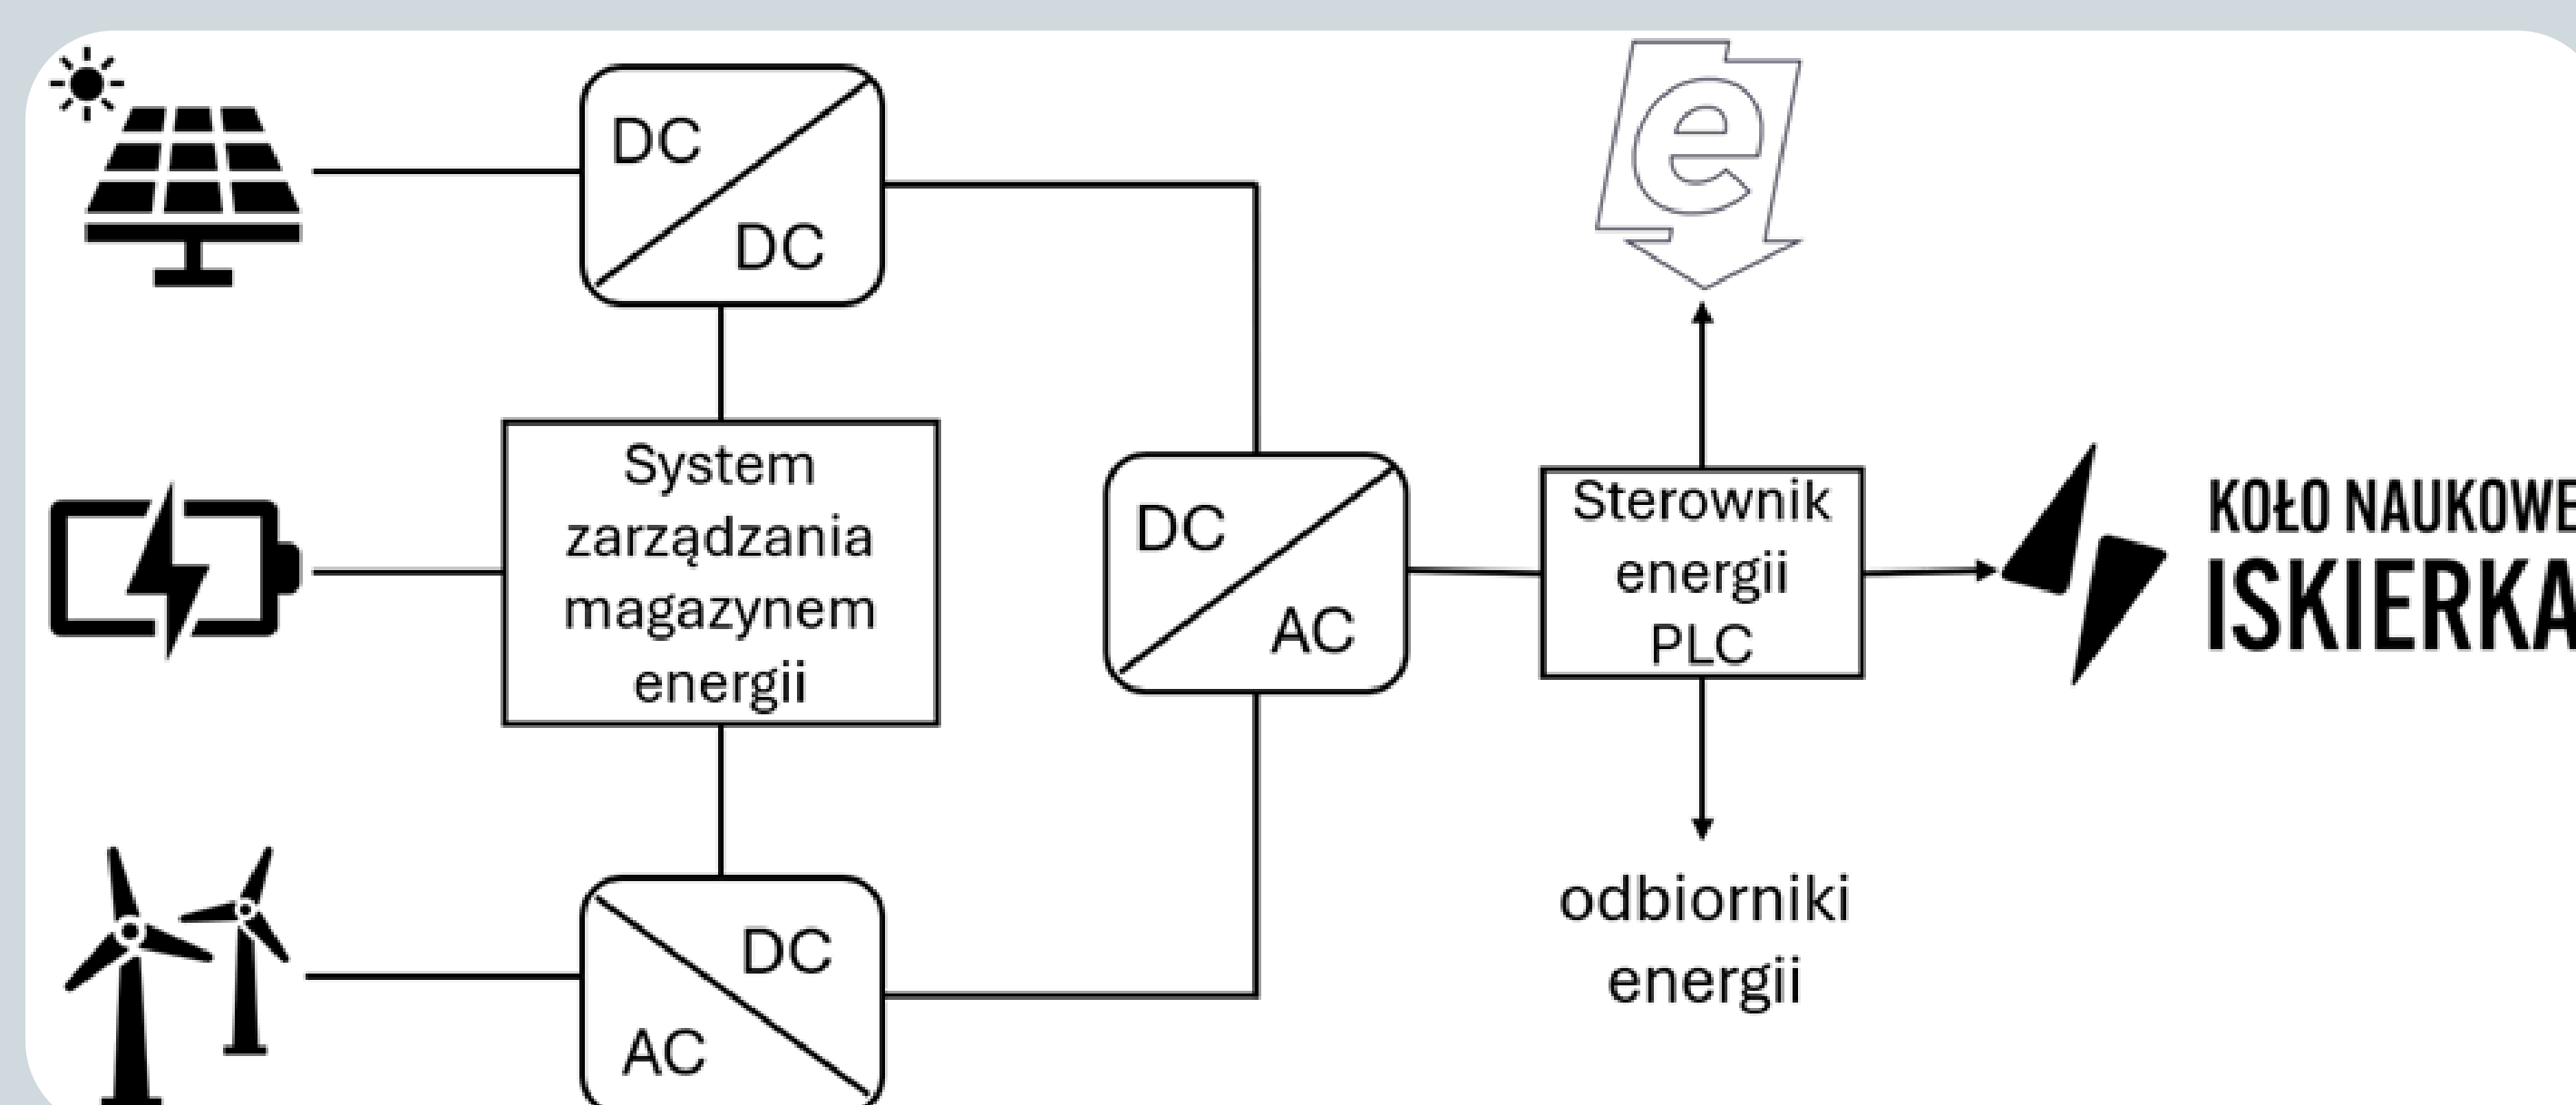 DC
DC
e
System
zarządzania
magazynem
energii
DC
AC
Sterownik
energii
PLC
KOŁO NAUKOWE
ISKIERKA
DC
AC
odbiorniki
energii